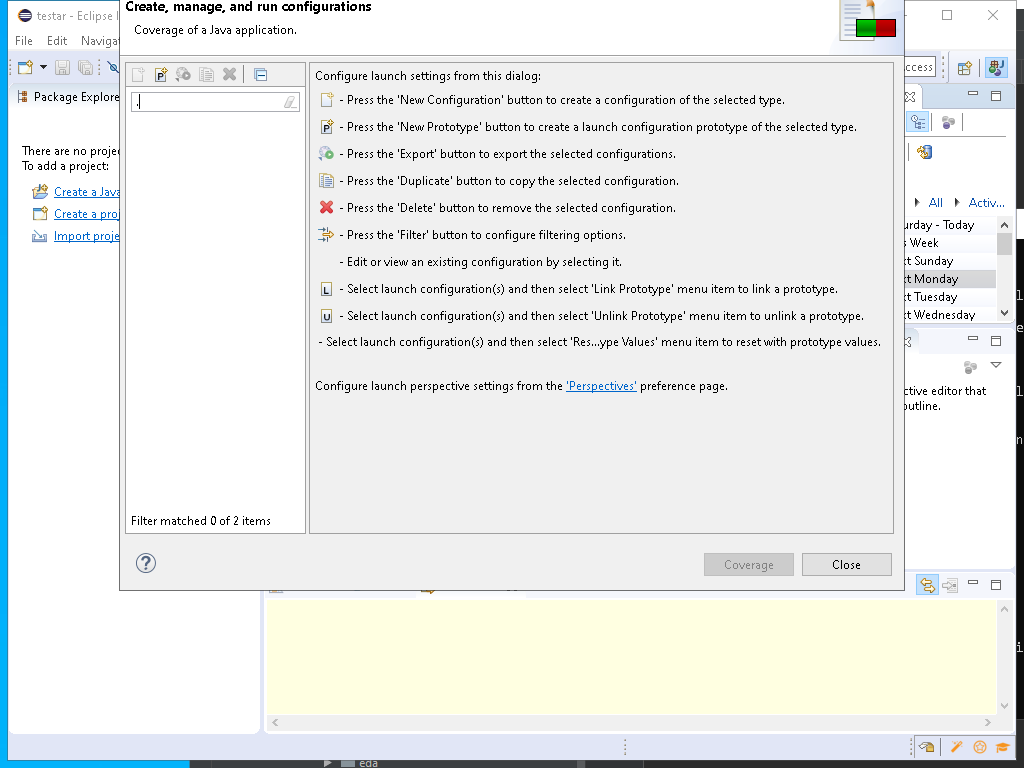 testar - Eclipse I
Create, manage, and run configurations
Coverage of a Java application.
File Edit Naviga
ccess
Package Explore
.
There are no proje
To add a project:
Create a Java
Create a proj
Import proje
Filter matched 0 of 2 items
Configure launch settings from this dialog:
- Press the 'New Configuration' button to create a configuration of the selected type.
P - Press the 'New Prototype' button to create a launch configuration prototype of the selected type.
- Press the 'Export' button to export the selected configurations.
- Press the 'Duplicate' button to copy the selected configuration.
- Press the 'Delete' button to remove the selected configuration.
- Press the 'Filter' button to configure filtering options.
- Edit or view an existing configuration by selecting it.
L - Select launch configuration(s) and then select 'Link Prototype' menu item to link a prototype.
U - Select launch configuration(s) and then select 'Unlink Prototype' menu item to unlink a prototype.
- Select launch configuration(s) and then select 'Res...ype Values' menu item to reset with prototype values.
Configure launch perspective settings from the 'Perspectives' preference page.
? Coverage Close
All Activ...
urday - Today
s Week
xt Sunday
xt Monday
xt Tuesday
xt Wednesday
ctive editor that
outline.
eda